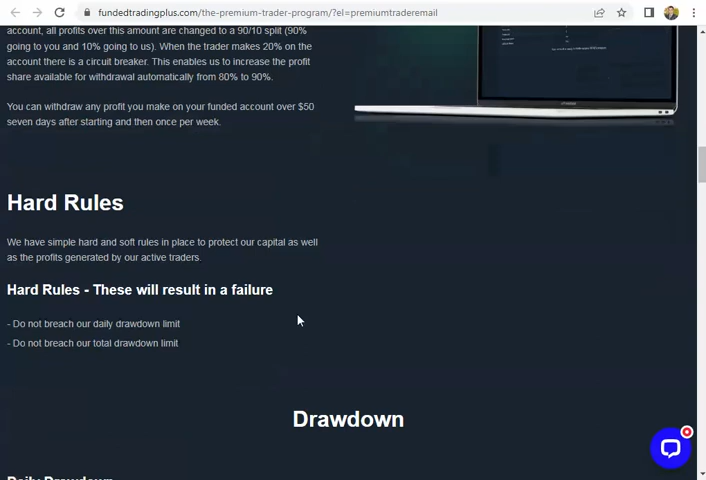 fundedtradingplus.com/the-premium-trader-program/?el=premiumtraderemail
account, all profits over this amount are changed to a 90/10 split (90%
going to you and 10% going to us). When the trader makes 20% on the
account there is a circuit breaker. This enables us to increase the profit
share available for withdrawal automatically from 80% to 90%.
You can withdraw any profit you make on your funded account over $50
seven days after starting and then once per week.
Hard Rules
We have simple hard and soft rules in place to protect our capital as well
as the profits generated by our active traders.
Hard Rules - These will result in a failure
- Do not breach our daily drawdown limit
- Do not breach our total drawdown limit
Drawdown
Daily Drawdown